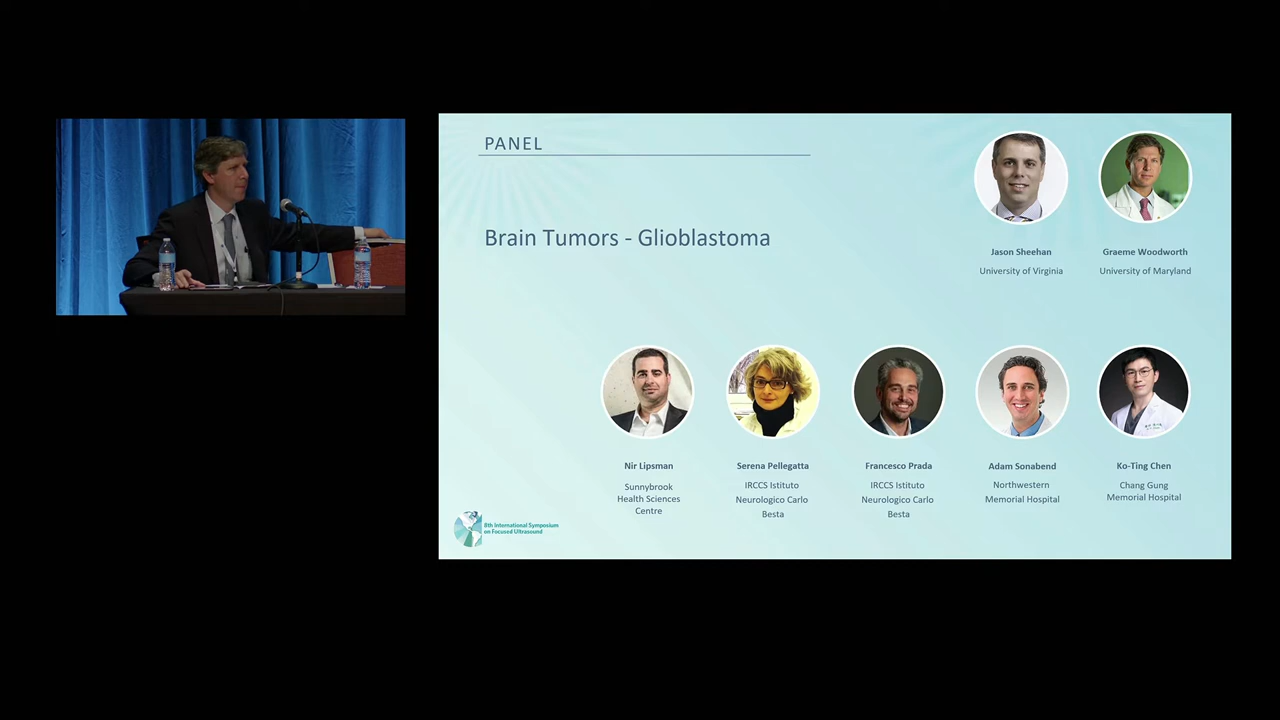 PANEL
Brain Tumors - Glioblastoma
Jason Sheehan
University of Virginia
Graeme Woodworth
University of Maryland
Nir Lipsman
Sunnybrook
Health Sciences
Centre
Serena Pellegatta
IRCCS Istituto
Neurologico Carlo
Besta
Francesco Prada
IRCCS Istituto
Neurologico Carlo
Besta
Adam Sonabend
Northwestern
Memorial Hospital
Ko-Ting Chen
Chang Gung
Memorial Hospital
8th International Symposium
on Focused Ultrasound